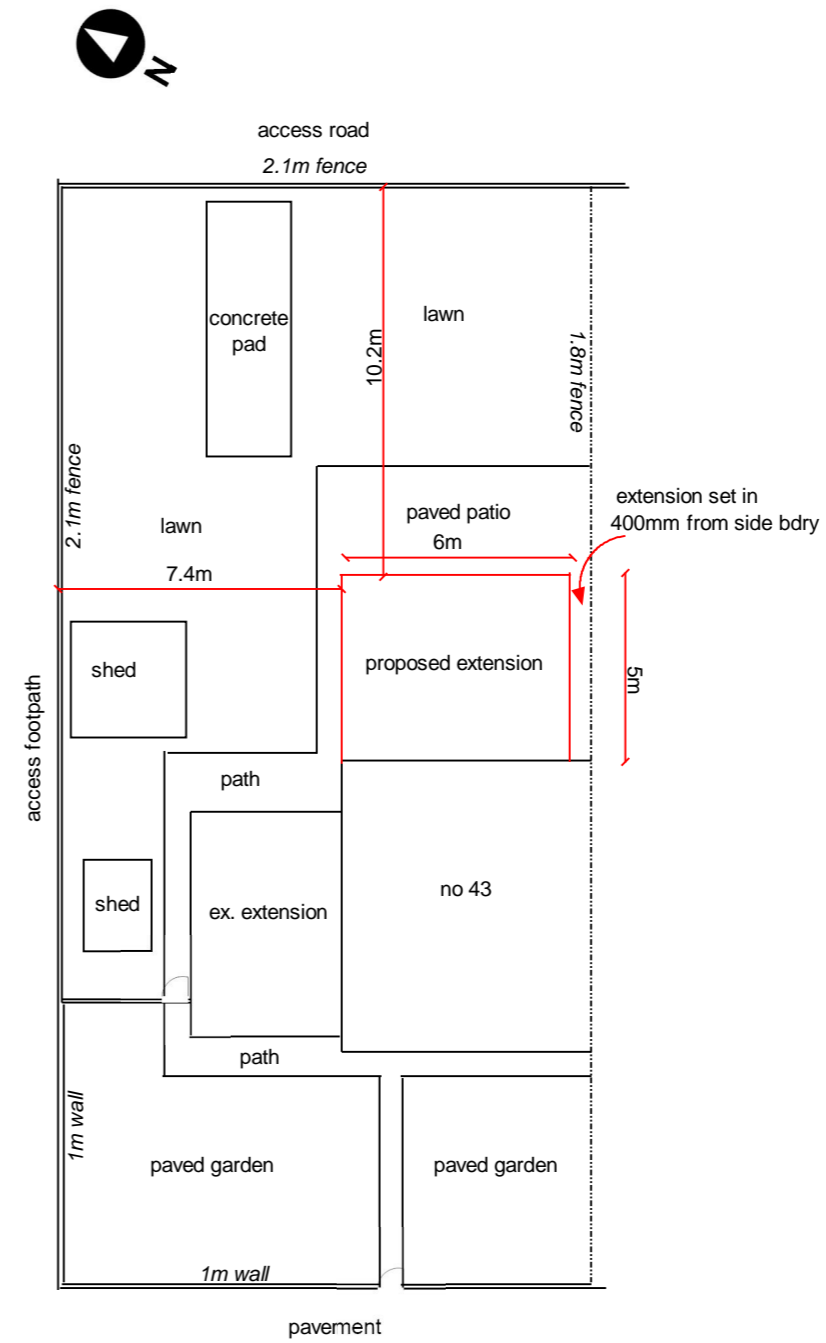 N
access road
2.1m fence
concrete
pad
lawn
10.2m
1.8m fence
2.1m fence
lawn
paved patio
6m
extension set in
400mm from side bdry
7.4m
shed
proposed extension
5m
access footpath
path
shed
ex. extension
no 43
path
1m wall
paved garden
paved garden
1m wall
pavement